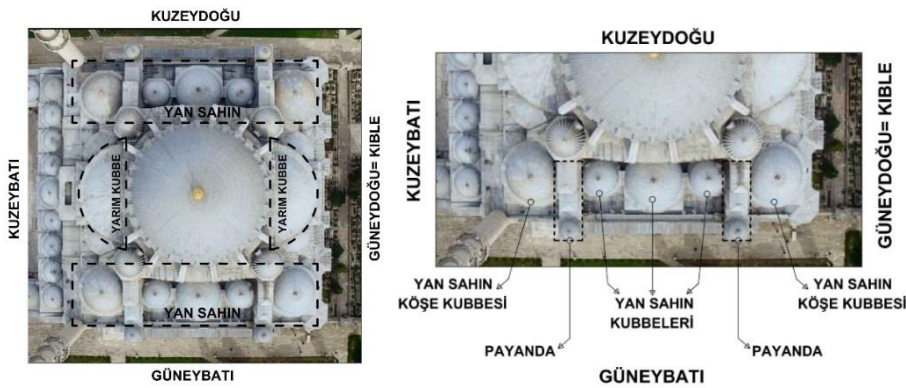 KUZEYDOĞU
KUZEYBATI
YAN SAHIN
YARIM KUBBE
YARIM KUBBE
YAN SAHIN
GÜNEYDOĞU= KIBLE
GÜNEYBATI
KUZEYDOĞU
KUZEYBATI
GÜNEYDOĞU= KIBLE
YAN SAHIN
KÖŞE KUBBESİ
YAN SAHIN
KUBBELERİ
YAN SAHIN
KÖŞE KUBBESİ
PAYANDA
PAYANDA
GÜNEYBATI